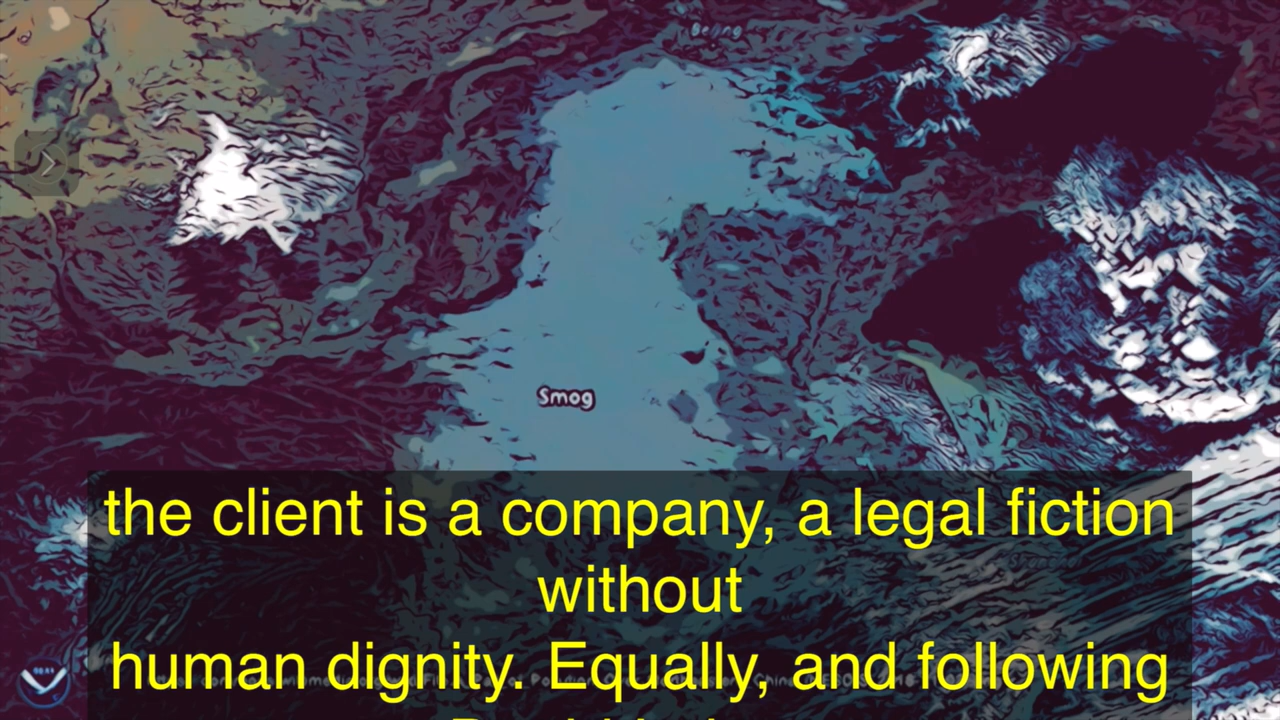 Beijing
Smog
the client is a company, a legal fiction
without
human dignity. Equally, and following